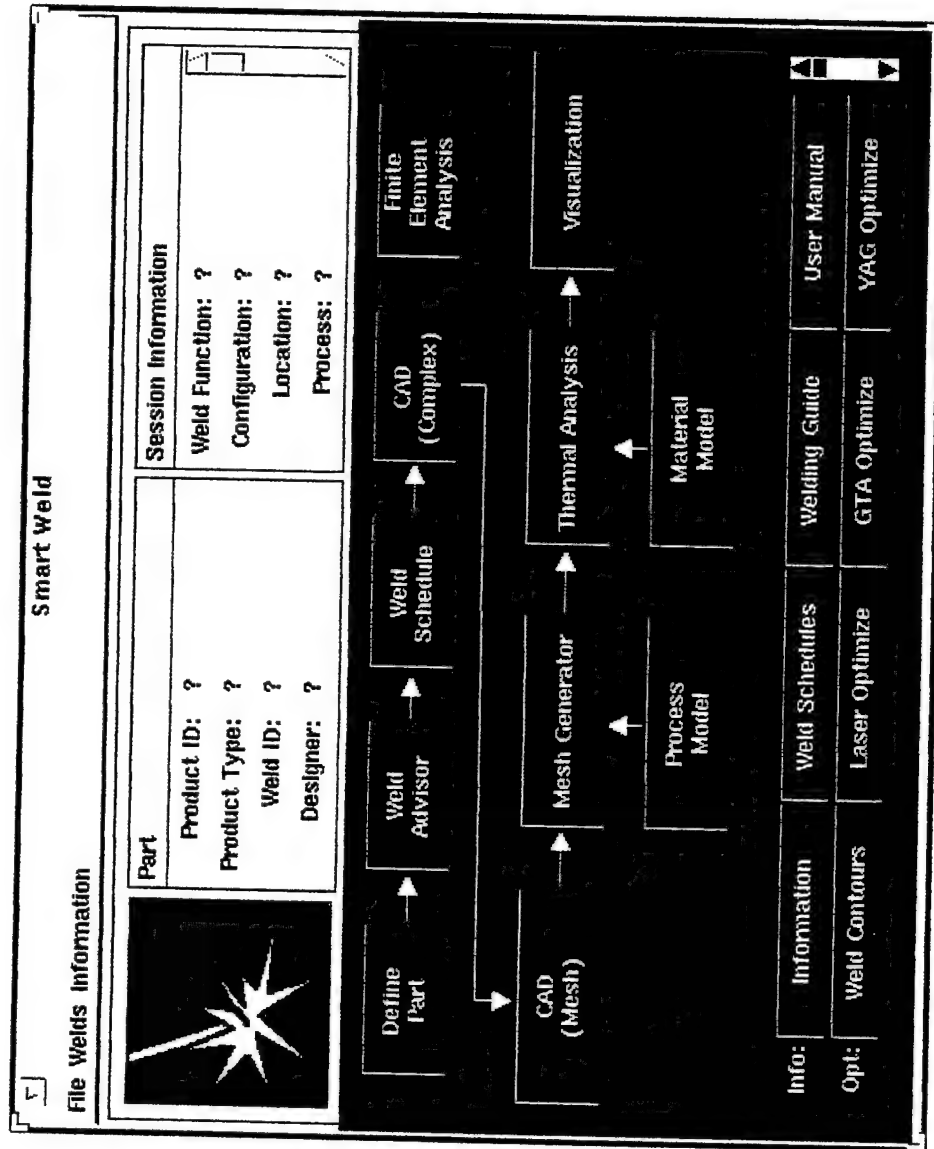 Smart Weld
File Welds Information
Part
Product ID: ?
Product Type: ?
Weld ID: ?
Designer: ?
Session Information
Weld Function: ?
Configuration: ?
Location: ?
Process: ?
Define
Part
Weld
Advisor
Weld
Schedule
CAD
(Complex)
Finite
Element
Analysis
CAD
(Mesh)
Mesh Generator
Thermal Analysis
Visualization
Process
Model
Material
Model
Info: Information Weld Schedules Welding Guide User Manual
Opt: Weld Contours Laser Optimize GTA Optimize YAG Optimize